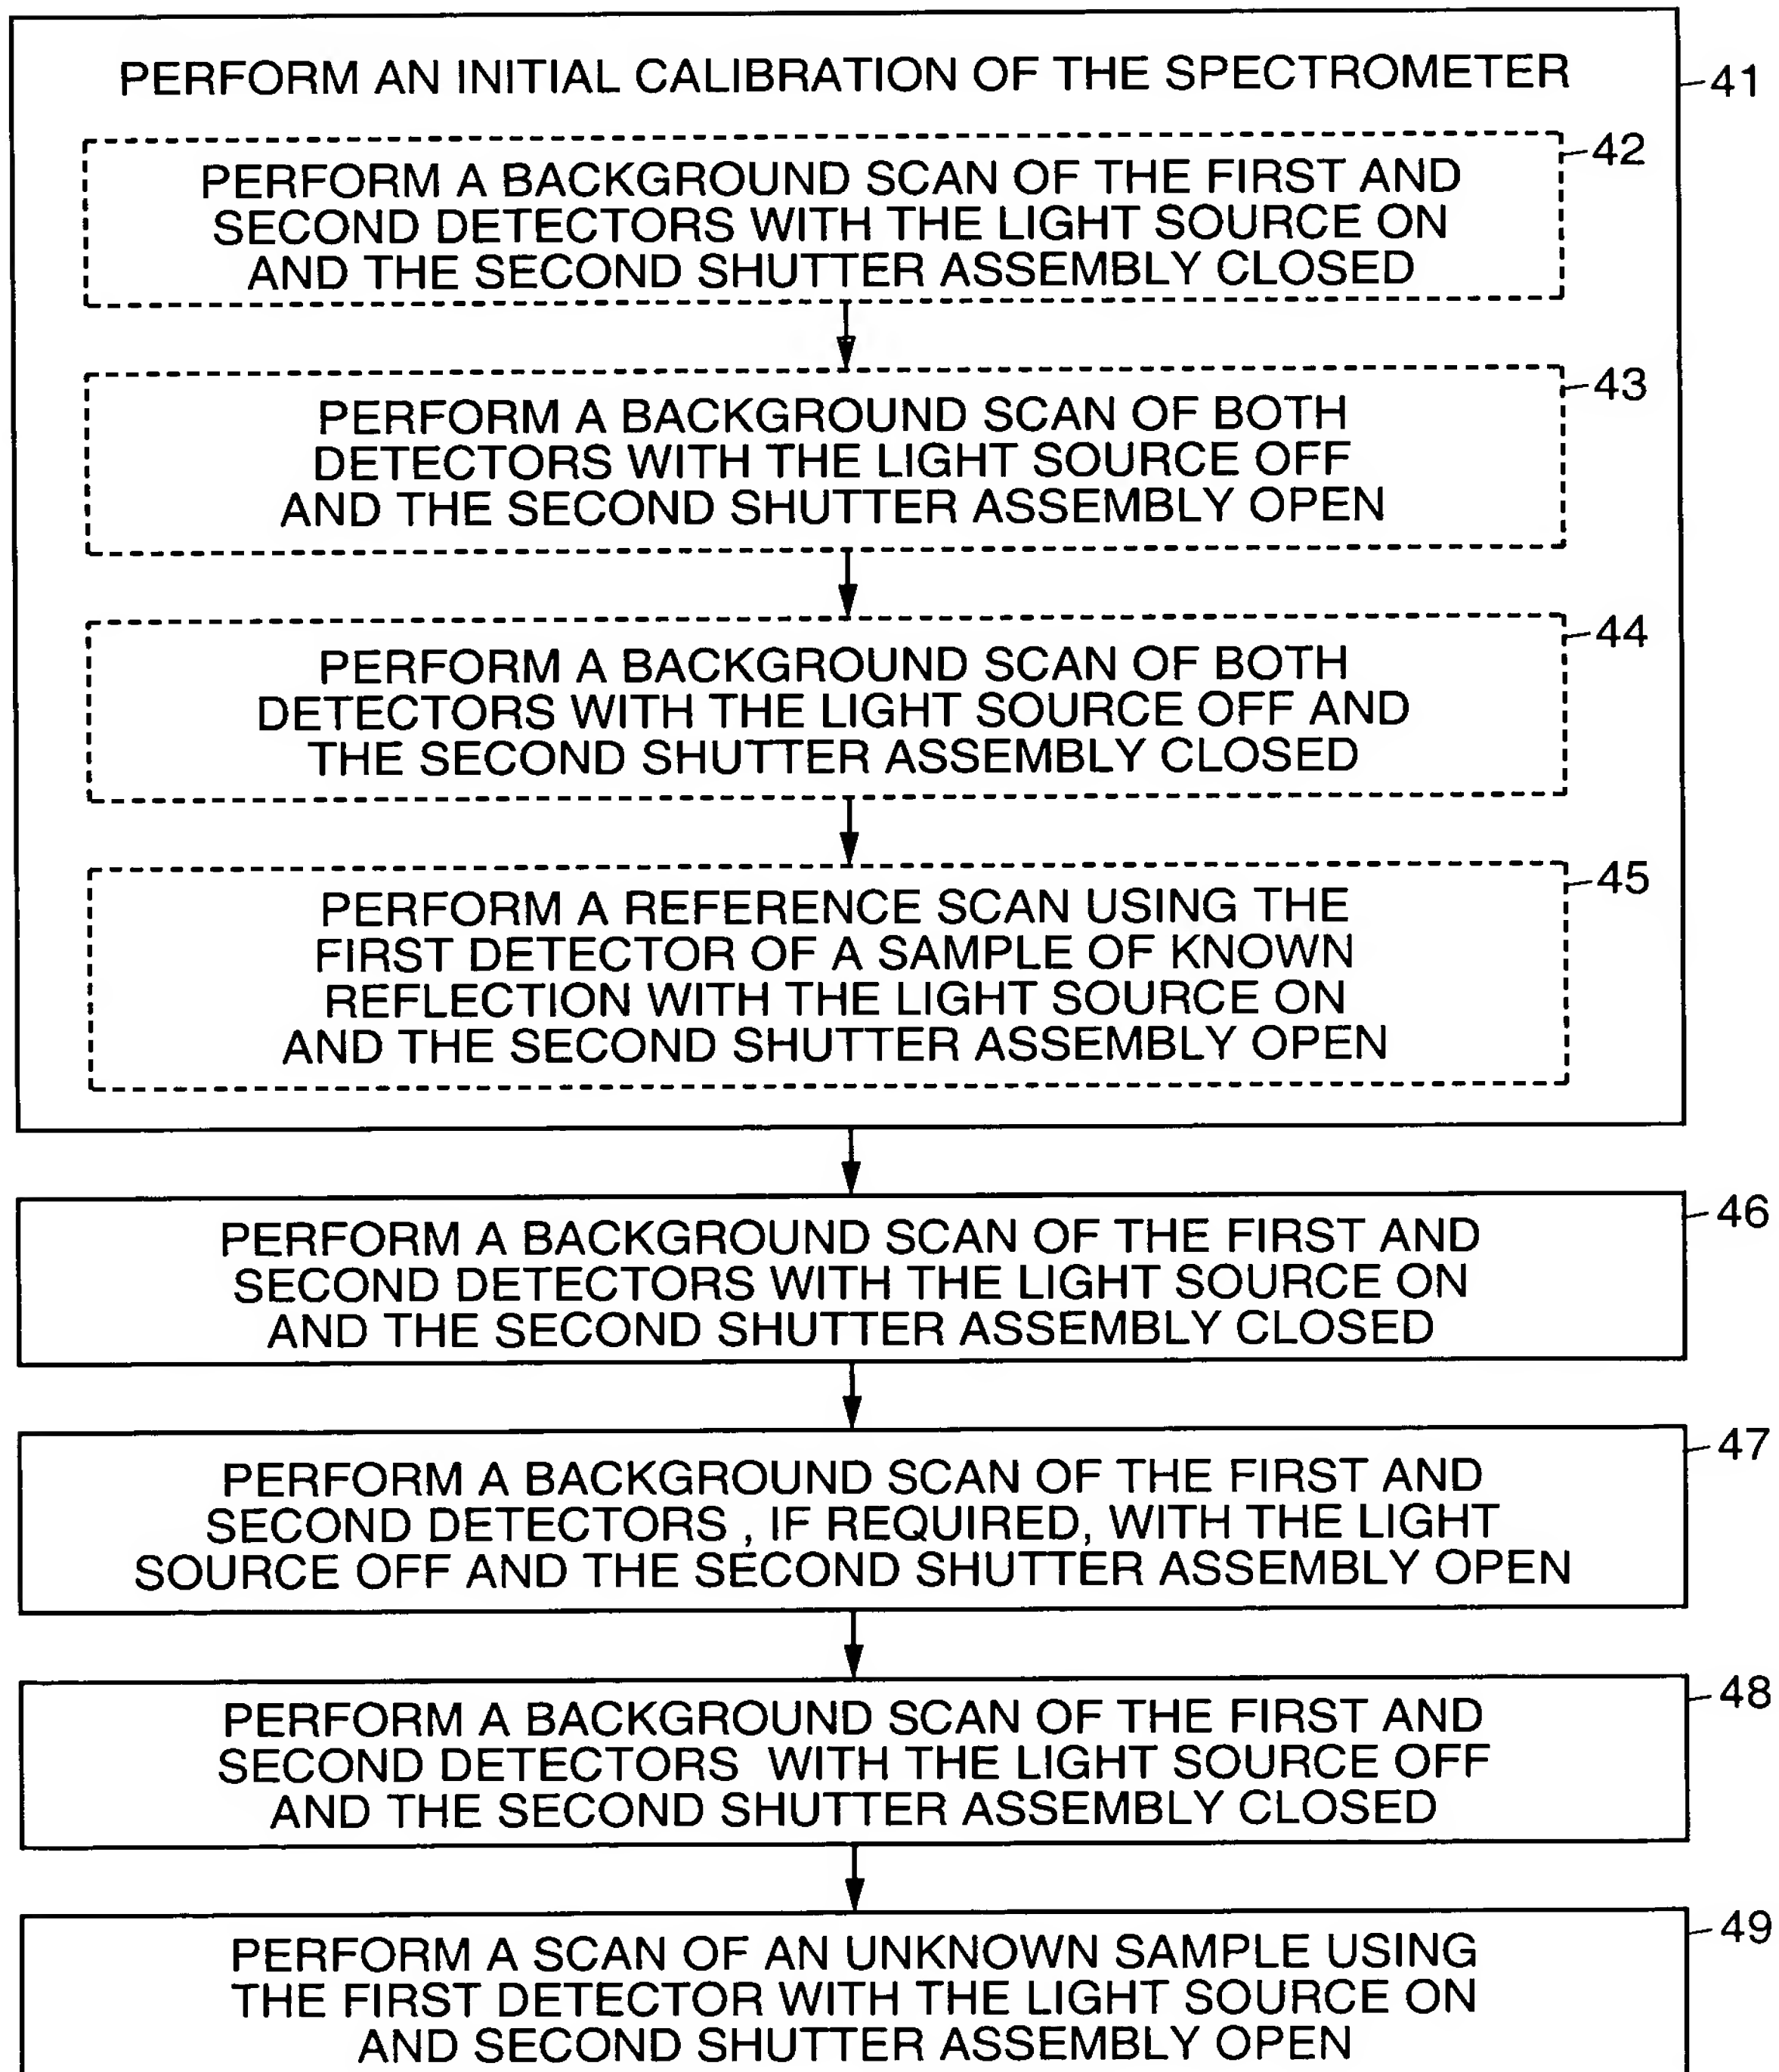 PERFORM AN INITIAL CALIBRATION OF THE SPECTROMETER
41
42
PERFORM A BACKGROUND SCAN OF THE FIRST AND
SECOND DETECTORS WITH THE LIGHT SOURCE ON
AND THE SECOND SHUTTER ASSEMBLY CLOSED
43
PERFORM A BACKGROUND SCAN OF BOTH
DETECTORS WITH THE LIGHT SOURCE OFF
AND THE SECOND SHUTTER ASSEMBLY OPEN
44
PERFORM A BACKGROUND SCAN OF BOTH
DETECTORS WITH THE LIGHT SOURCE OFF AND
THE SECOND SHUTTER ASSEMBLY CLOSED
45
PERFORM A REFERENCE SCAN USING THE
FIRST DETECTOR OF A SAMPLE OF KNOWN
REFLECTION WITH THE LIGHT SOURCE ON
AND THE SECOND SHUTTER ASSEMBLY OPEN
46
PERFORM A BACKGROUND SCAN OF THE FIRST AND
SECOND DETECTORS WITH THE LIGHT SOURCE ON
AND THE SECOND SHUTTER ASSEMBLY CLOSED
47
PERFORM A BACKGROUND SCAN OF THE FIRST AND
SECOND DETECTORS , IF REQUIRED, WITH THE LIGHT
SOURCE OFF AND THE SECOND SHUTTER ASSEMBLY OPEN
48
PERFORM A BACKGROUND SCAN OF THE FIRST AND
SECOND DETECTORS WITH THE LIGHT SOURCE OFF
AND THE SECOND SHUTTER ASSEMBLY CLOSED
49
PERFORM A SCAN OF AN UNKNOWN SAMPLE USING
THE FIRST DETECTOR WITH THE LIGHT SOURCE ON
AND SECOND SHUTTER ASSEMBLY OPEN